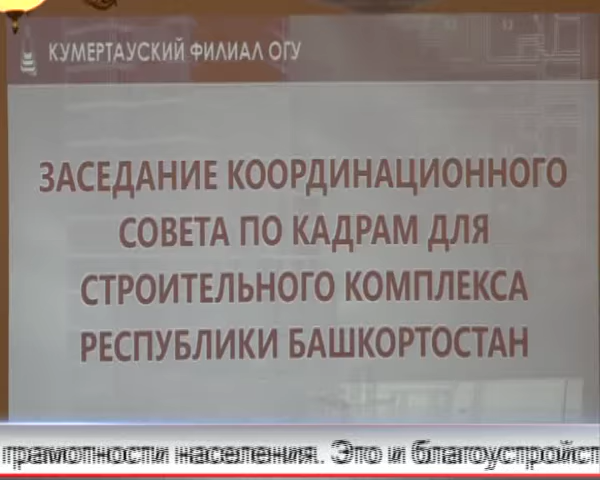 КУМЕРТАУСКИЙ ФИЛИАЛ ОГУ
ЗАСЕДАНИЕ КООРДИНАЦИОННОГО
СОВЕТА ПО КАДРАМ ДЛЯ
СТРОИТЕЛЬНОГО КОМПЛЕКСА
РЕСПУБЛИКИ БАШКОРТОСТАН
грамотности населения. Это и благоустройст